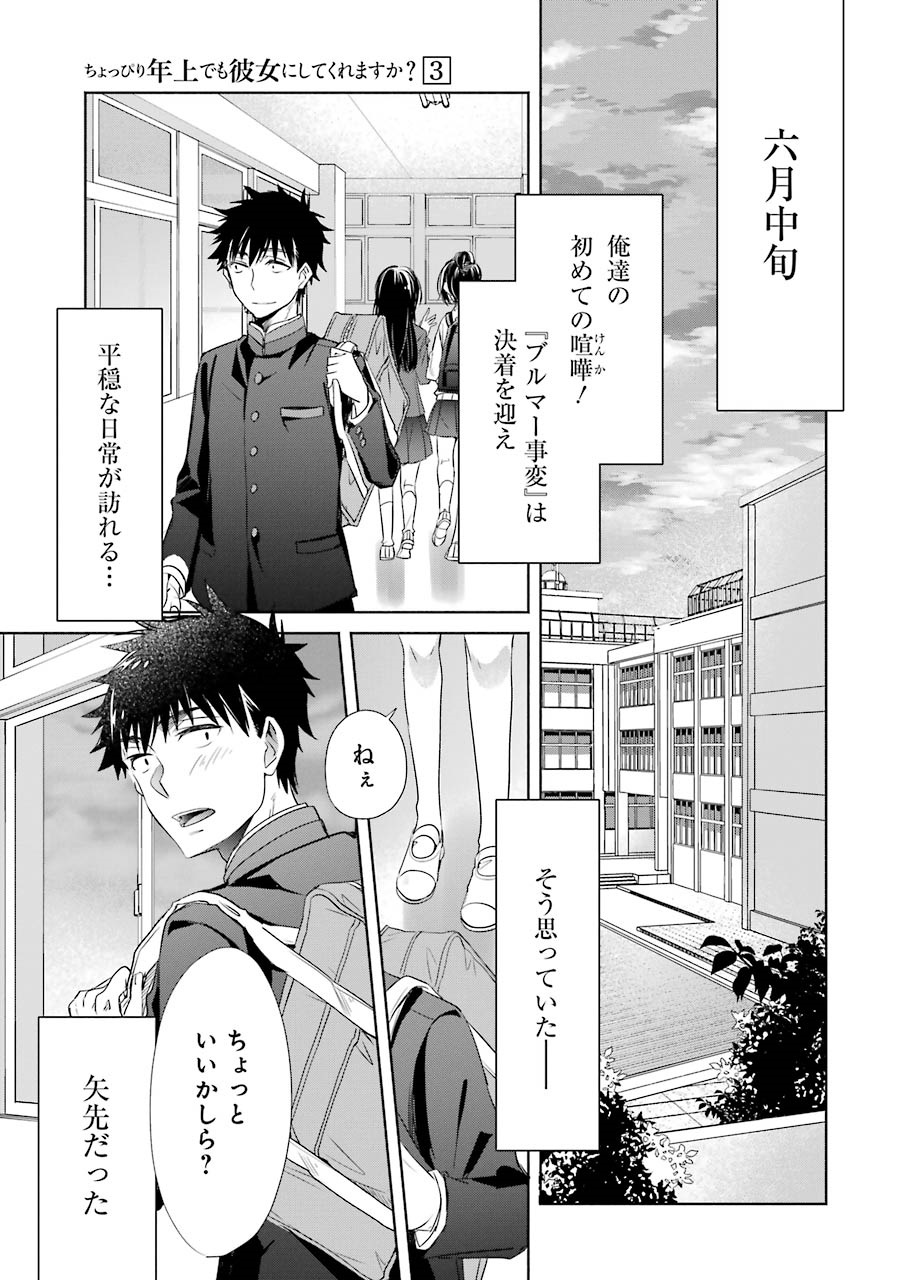 ちょっぴり年上でも彼女にしてくれますか？ 3
六月中旬
俺達の
初めての喧嘩！
けんか
『ブルマー事変』は
決着を迎え
平穏な日常が訪れる…
そう思っていた──
ねぇ
ちょっと
いいかしら？
矢先だった